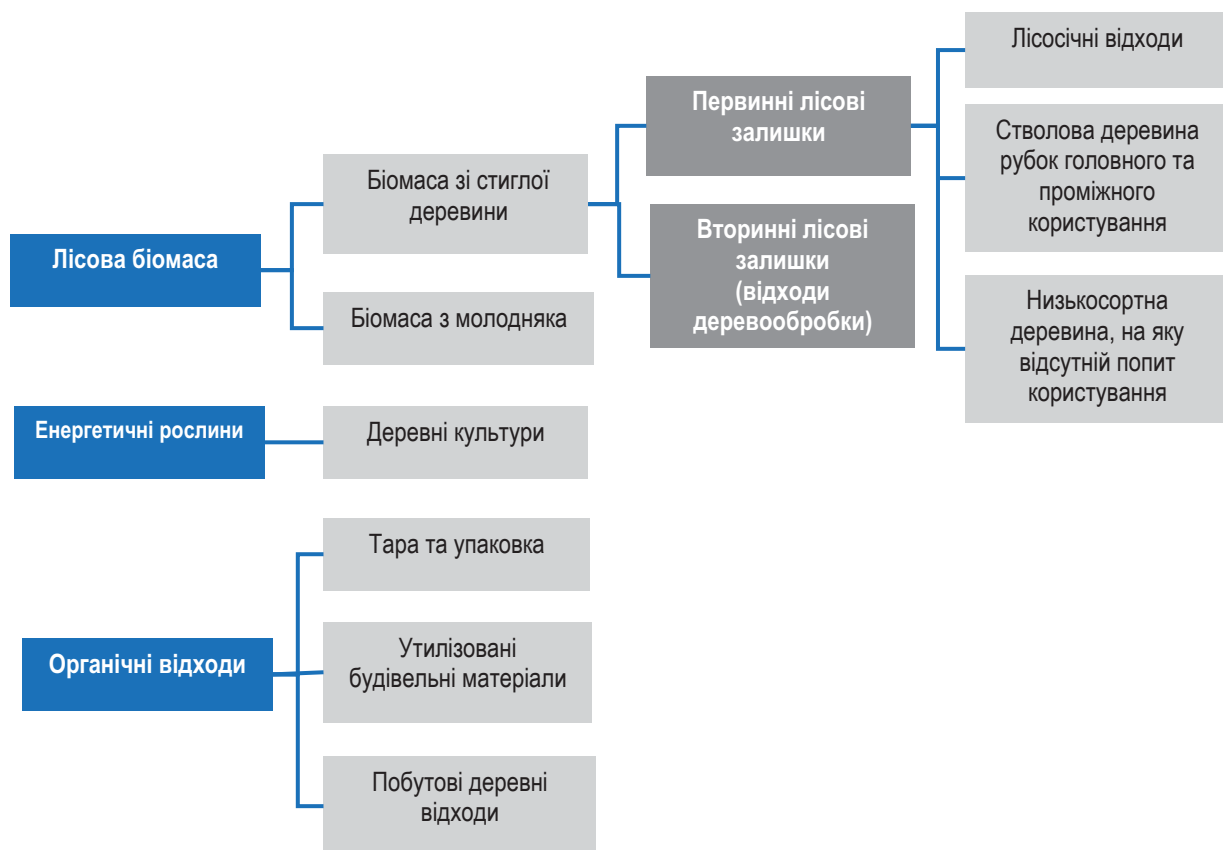 Лісова біомаса
Біомаса зі стиглої
деревини
Біомаса з молодняка
Первинні лісові
залишки
Вторинні лісові
залишки
(відходи
деревообробки)
Лісосічні відходи
Стволова деревина
рубок головного та
проміжного
користування
Низькосортна
деревина, на яку
відсутній попит
користування
Енергетичні рослини
Деревні культури
Органічні відходи
Тара та упаковка
Утилізовані
будівельні матеріали
Побутові деревні
відходи